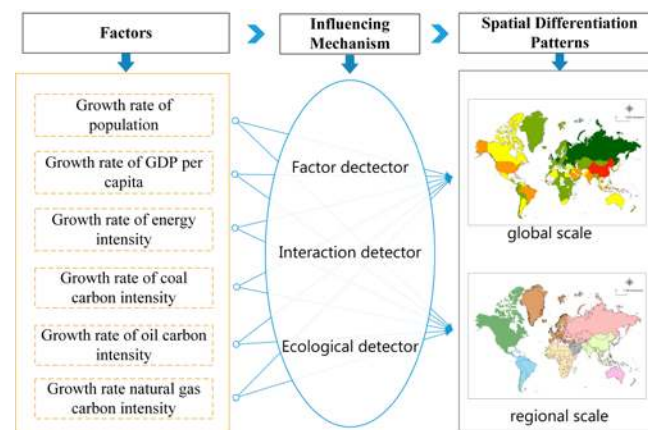 Factors
Influencing
Mechanism
Spatial Differentiation
Patterns
Growth rate of
population
Growth rate of GDP per
capita
Growth rate of energy
intensity
Growth rate of coal
carbon intensity
Growth rate of oil carbon
intensity
Growth rate natural gas
carbon intensity
Factor dectector
Interaction detector
Ecological detector
global scale
regional scale